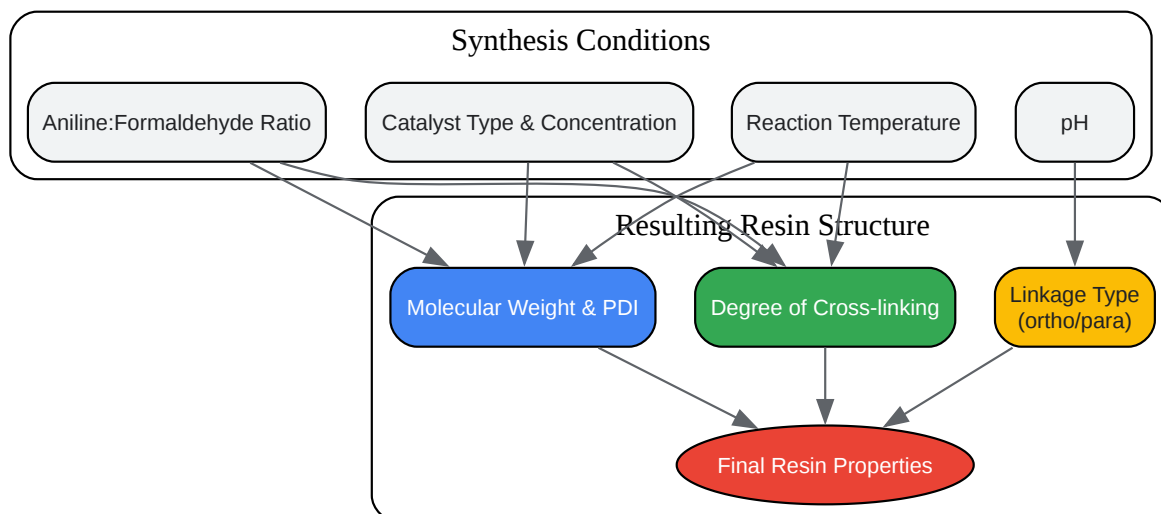 Synthesis Conditions
Aniline:Formaldehyde Ratio
Catalyst Type & Concentration
Reaction Temperature
pH
Resulting Resin Structure
Molecular Weight & PDI
Degree of Cross-linking
Linkage Type
(ortho/para)
Final Resin Properties